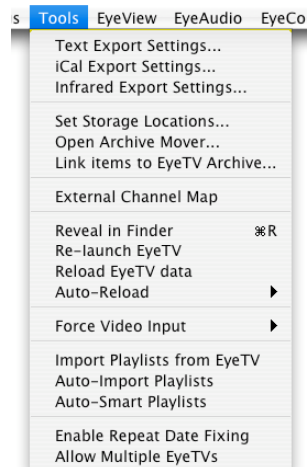 s Tools EyeView EyeAudio EyeCo
Text Export Settings...
iCal Export Settings...
Infrared Export Settings...
Set Storage Locations...
Open Archive Mover...
Link items to EyeTV Archive...
External Channel Map
Reveal in Finder ⌘R
Re-launch EyeTV
Reload EyeTV data
Auto-Reload
Force Video Input
Import Playlists from EyeTV
Auto-Import Playlists
Auto-Smart Playlists
Enable Repeat Date Fixing
Allow Multiple EyeTVs